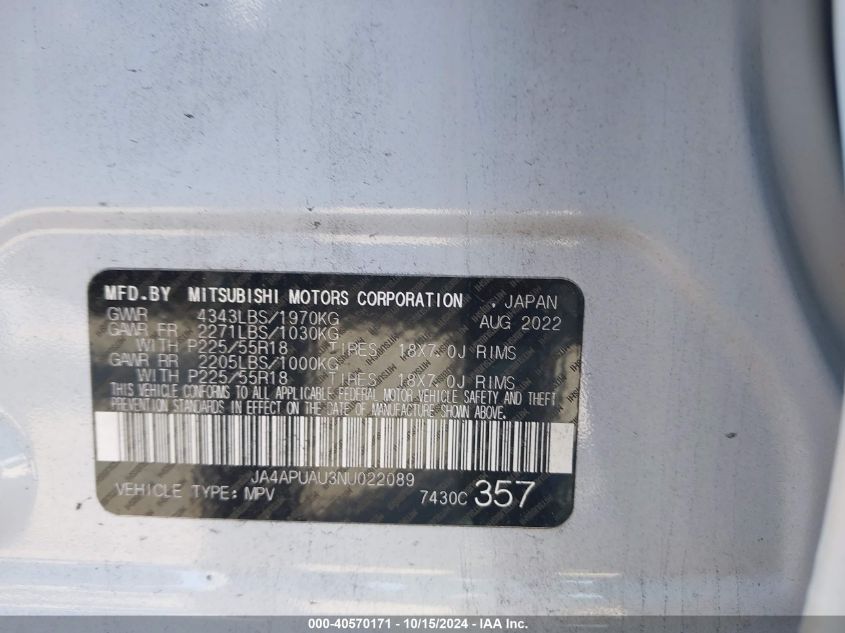 MFD.BY MITSUBISHI MOTORS CORPORATION , JAPAN
GVWR 4343LBS/1970KG AUG 2022
GAWR FR 2271LBS/1030KG
WITH P225/55R18 TIRES 18X7.0J RIMS
GAWR RR 2205LBS/1000KG
WITH P225/55R18 TIRES 18X7.0J RIMS
THIS VEHICLE CONFORMS TO ALL APPLICABLE FEDERAL MOTOR VEHICLE SAFETY AND THEFT
PREVENTION STANDARDS IN EFFECT ON THE DATE OF MANUFACTURE SHOWN ABOVE.
JA4APUAU3NU022089
VEHICLE TYPE: MPV 7430C 357
000-40570171 - 10/15/2024 - © IAA Inc.